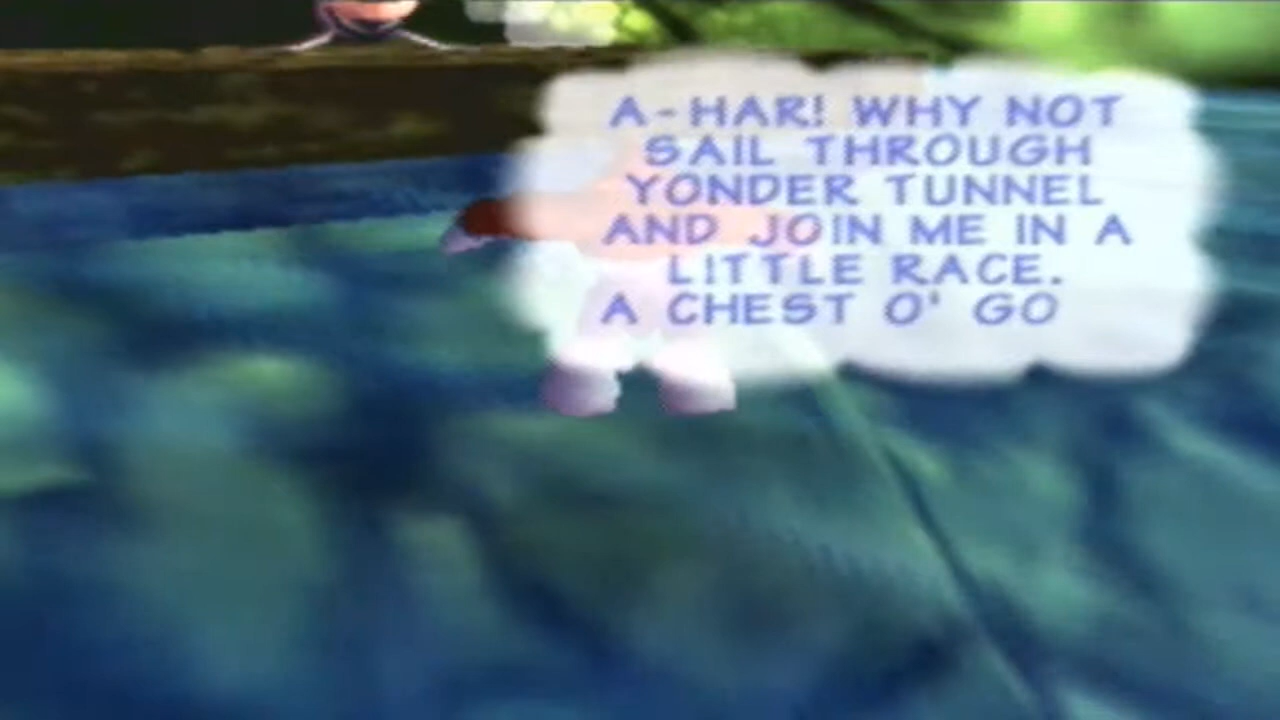 A-HAR! WHY NOT
SAIL THROUGH
YONDER TUNNEL
AND JOIN ME IN A
LITTLE RACE.
A CHEST O' GO